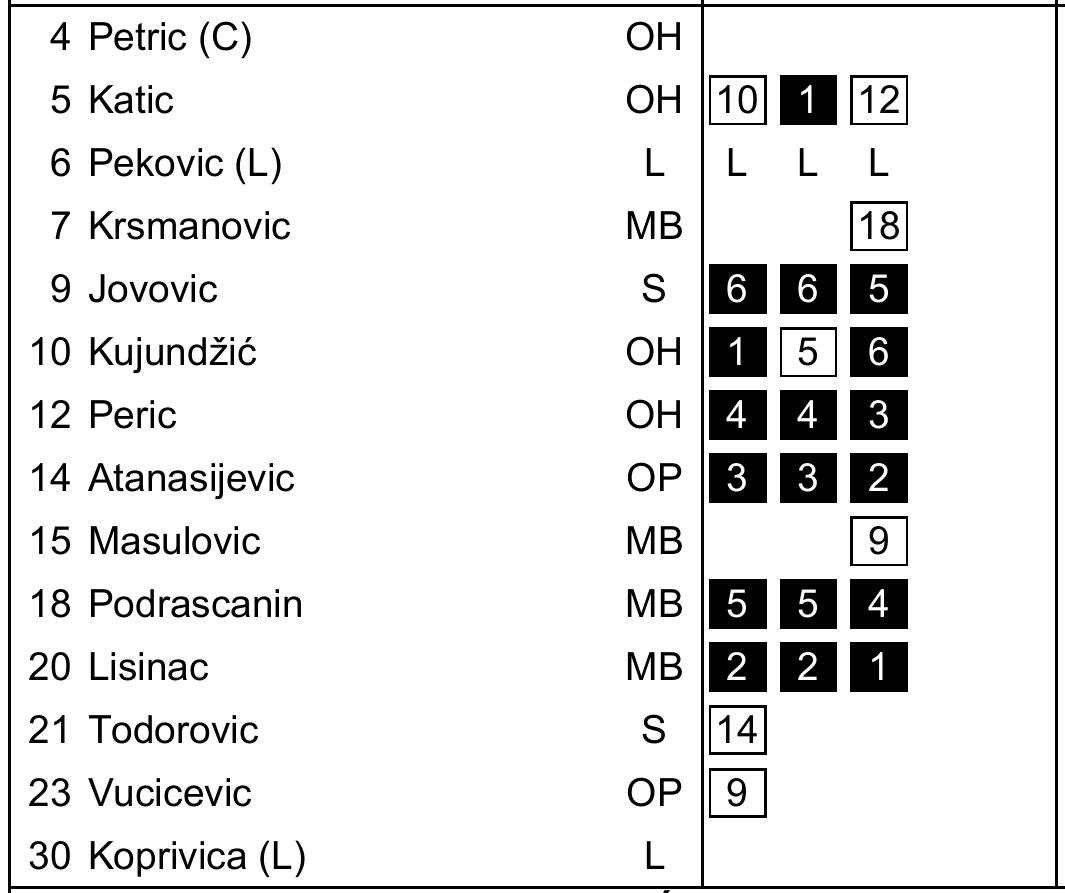 4 Petric (C) OH
5 Katic OH 10 1 12
6 Pekovic (L) L L L L
7 Krsmanovic MB 18
9 Jovovic S 6 6 5
10 Kujundžić OH 1 5 6
12 Peric OH 4 4 3
14 Atanasijevic OP 3 3 2
15 Masulovic MB 9
18 Podrascanin MB 5 5 4
20 Lisinac MB 2 2 1
21 Todorovic S 14
23 Vucicevic OP 9
30 Koprivica (L) L